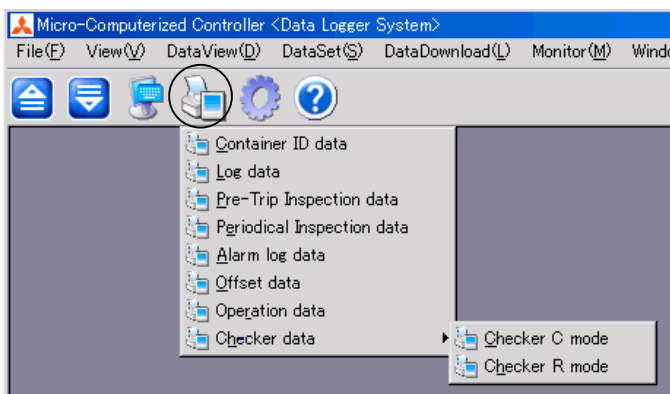 Micro-Computerized Controller <Data Logger System>
File(F) View(V) DataView(D) DataSet(S) DataDownload(L) Monitor(M) Windo
?
Container ID data
Log data
Pre-Trip Inspection data
Periodical Inspection data
Alarm log data
Offset data
Operation data
Checker data
Checker C mode
Checker R mode